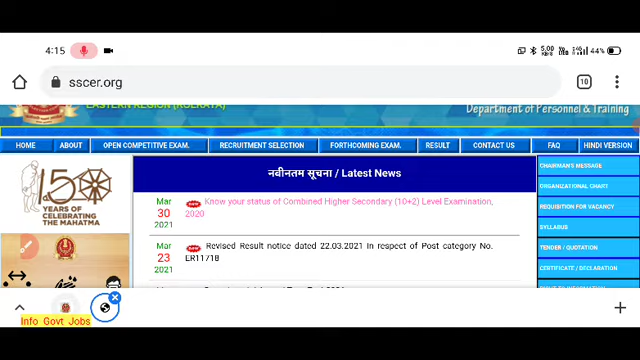 4:15
5.00
44%
sscer.org
10
EASTERN REGION (KOLKATA)
Department of Personnel & Training
HOME
ABOUT
OPEN COMPETITIVE EXAM.
RECRUITMENT SELECTION
FORTHCOMING EXAM.
RESULT
CONTACT US
FAQ
HINDI VERSION
नवीनतम सूचना / Latest News
CHAIRMAN'S MESSAGE
ORGANIZATIONAL CHART
REQUISITION FOR VACANCY
SYLLABUS
TENDER / QUOTATION
CERTIFICATE / DECLARATION
150
YEARS OF
CELEBRATING
THE MAHATMA
Mar
30
2021
Know your status of Combined Higher Secondary (10+2) Level Examination,
2020
Mar
23
2021
Revised Result notice dated 22.03.2021 In respect of Post category No.
ER11718
Info Govt Jobs